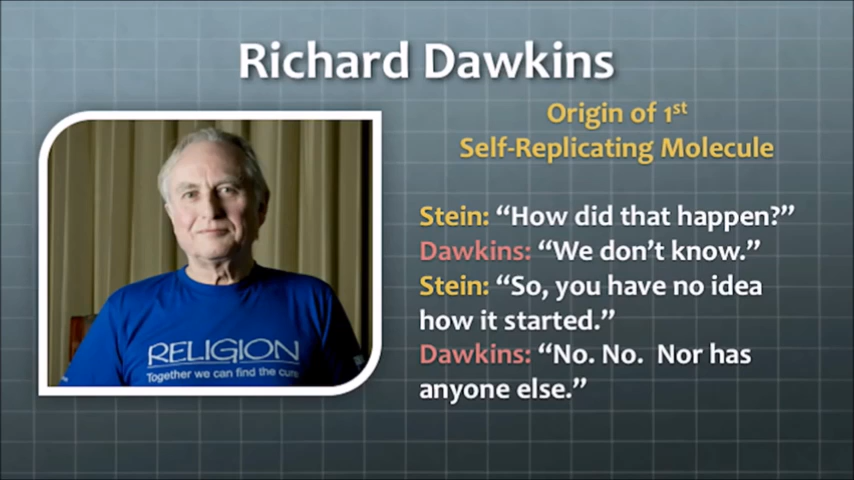 Richard Dawkins
Origin of 1st
Self-Replicating Molecule
Stein: “How did that happen?”
Dawkins: “We don’t know.”
Stein: “So, you have no idea
how it started.”
Dawkins: “No. No. Nor has
anyone else.”
RELIGION
Together we can find the cure